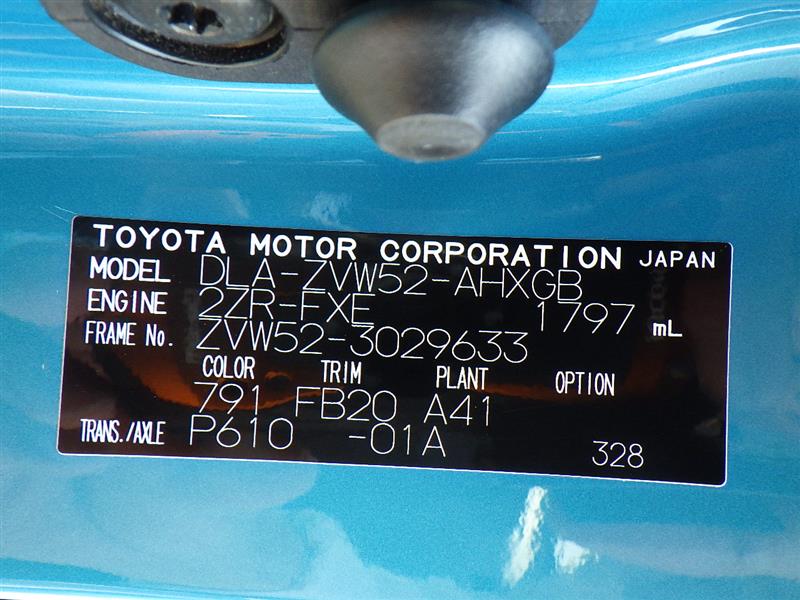 TOYOTA MOTOR CORPORATION JAPAN
MODEL DLA-ZVW52-AHXGB
ENGINE 2ZR-FXE 1797 mL
FRAME No. ZVW52-3029633
COLOR TRIM PLANT OPTION
791 FB20 A41
TRANS./AXLE P610 -01A 328